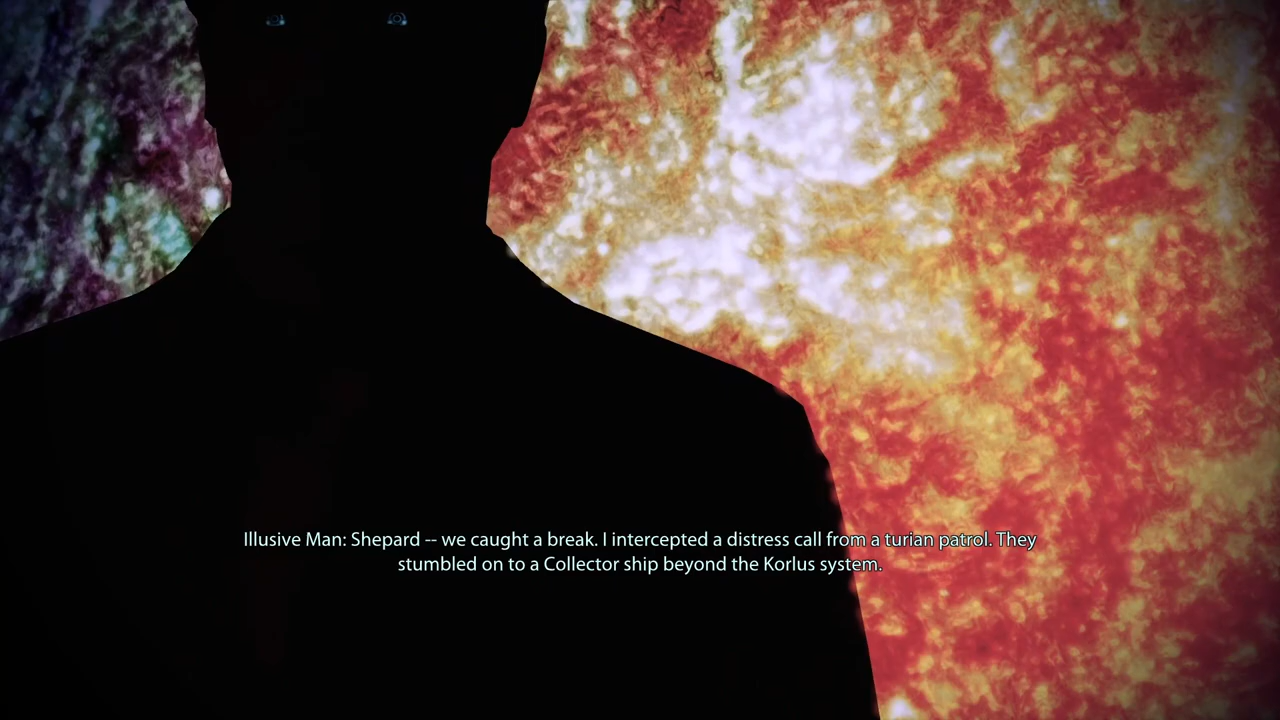 Illusive Man: Shepard -- we caught a break. I intercepted a distress call from a turian patrol. They
stumbled on to a Collector ship beyond the Korlus system.